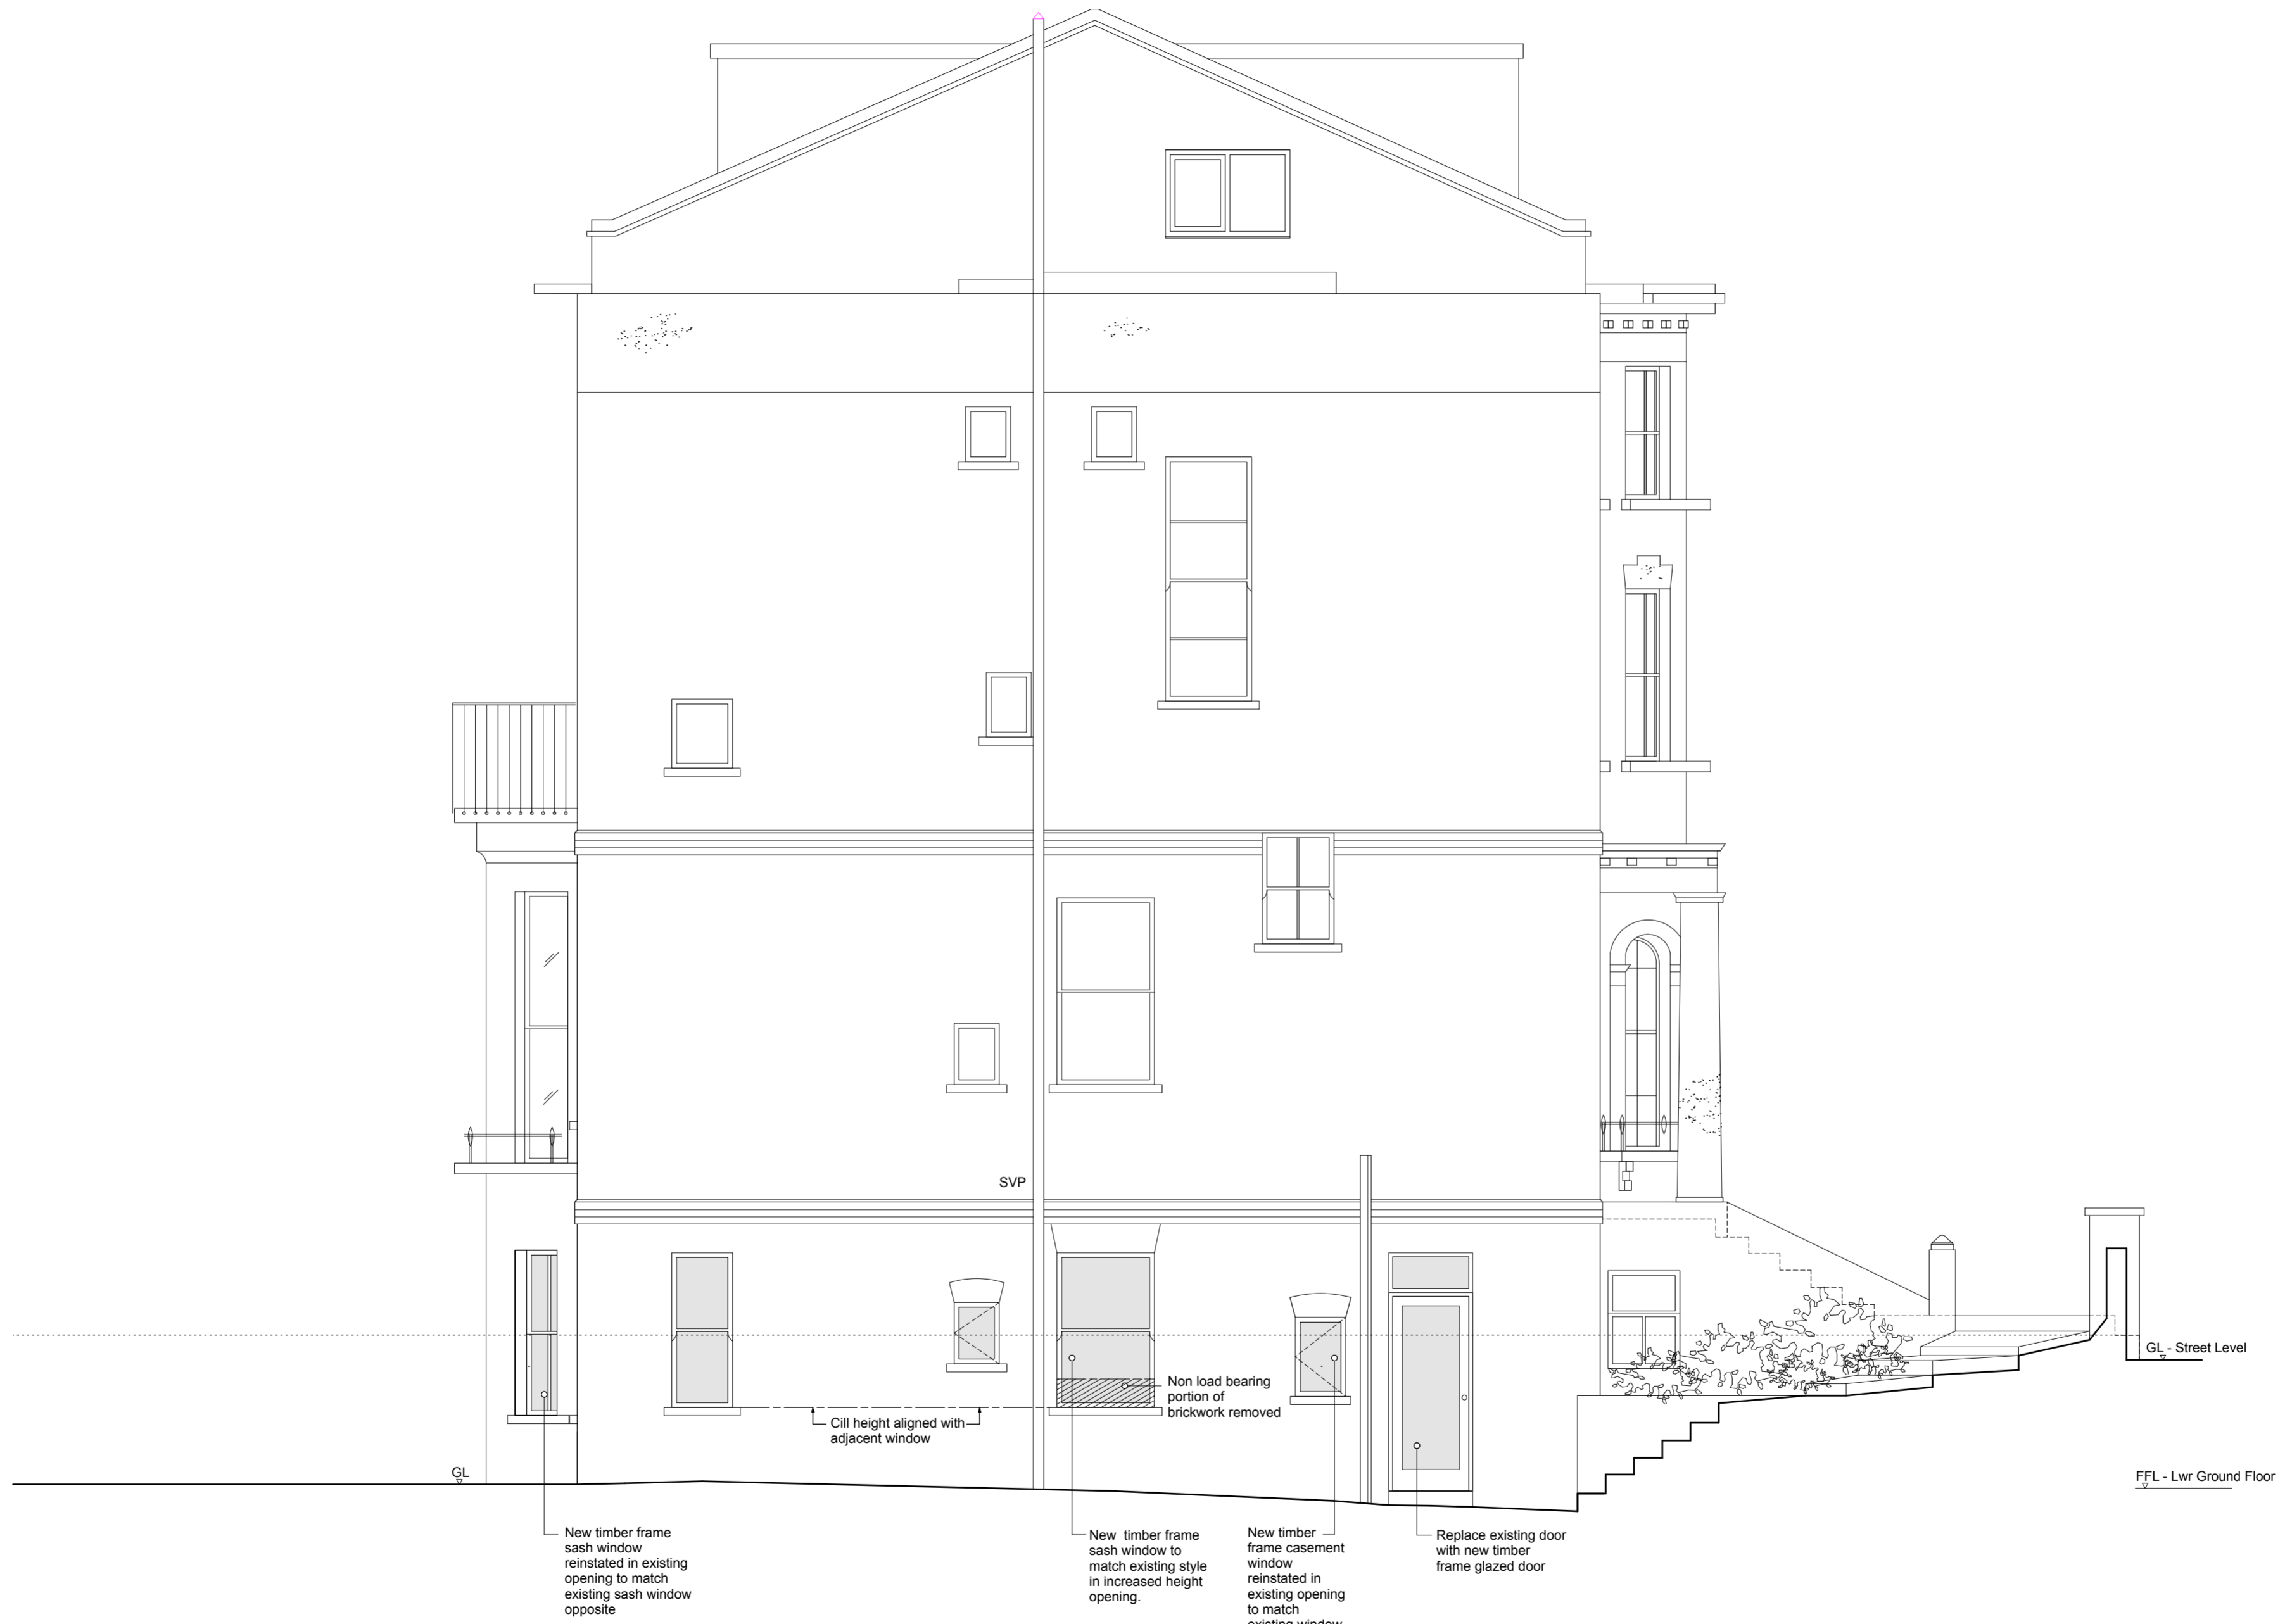 SVP
GL - Street Level
Non load bearing
portion of
brickwork removed
Cill height aligned with
adjacent window
GL
FFL - Lwr Ground Floor
New timber frame
sash window
reinstated in existing
opening to match
existing sash window
opposite
New timber frame
sash window to
match existing style
in increased height
opening.
New timber
frame casement
window
reinstated in
existing opening
to match
existing window
Replace existing door
with new timber
frame glazed door